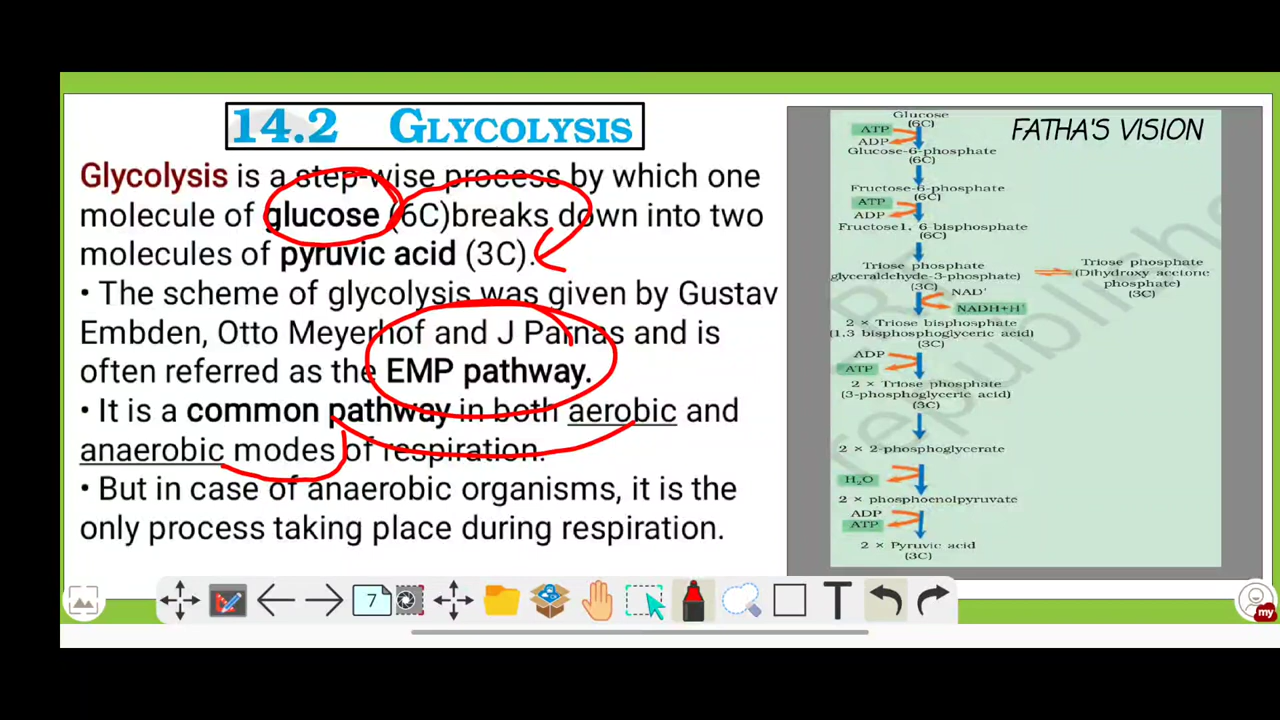 14.2 GLYCOLYSIS
Glycolysis is a step-wise process by which one
molecule of glucose (6C)breaks down into two
molecules of pyruvic acid (3C).
• The scheme of glycolysis was given by Gustav
Embden, Otto Meyerhof and J Parnas and is
often referred as the EMP pathway.
• It is a common pathway in both aerobic and
anaerobic modes of respiration.
• But in case of anaerobic organisms, it is the
only process taking place during respiration.
FATHA'S VISION
Glucose
(6C)
ATP
ADP
Glucose-6-phosphate
(6C)
Fructose-6-phosphate
(6C)
ATP
ADP
Fructose1, 6-bisphosphate
(6C)
Triose phosphate
glyceraldehyde-3-phosphate)
(3C)
Triose phosphate
(Dihydroxy acetone
phosphate)
(3C)
NAD⁺
NADH+H⁺
2 × Triose bisphosphate
(1,3 bisphosphoglyceric acid)
(3C)
ADP
ATP
2 × Triose phosphate
(3-phosphoglyceric acid)
(3C)
2 × 2-phosphoglycerate
H₂O
2 × phosphoenolpyruvate
ADP
ATP
2 × Pyruvic acid
(3C)
republishe
7
T
my